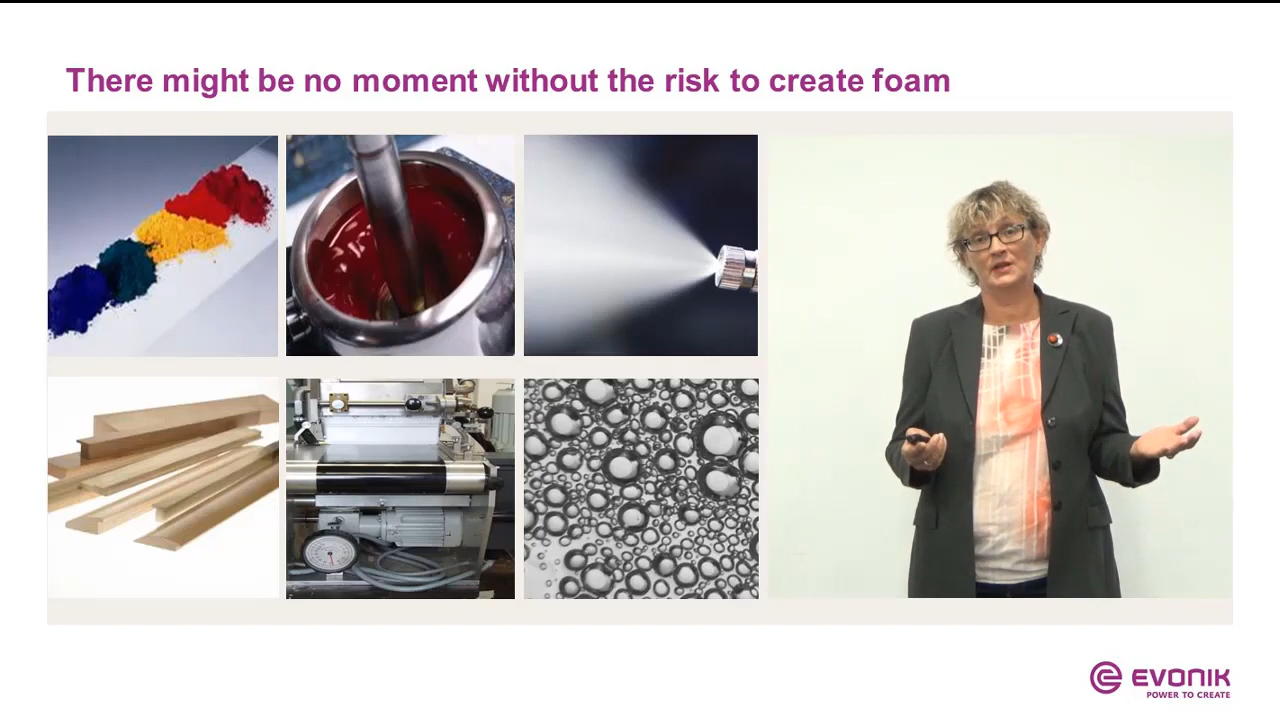 There might be no moment without the risk to create foam
EVONIK
POWER TO CREATE